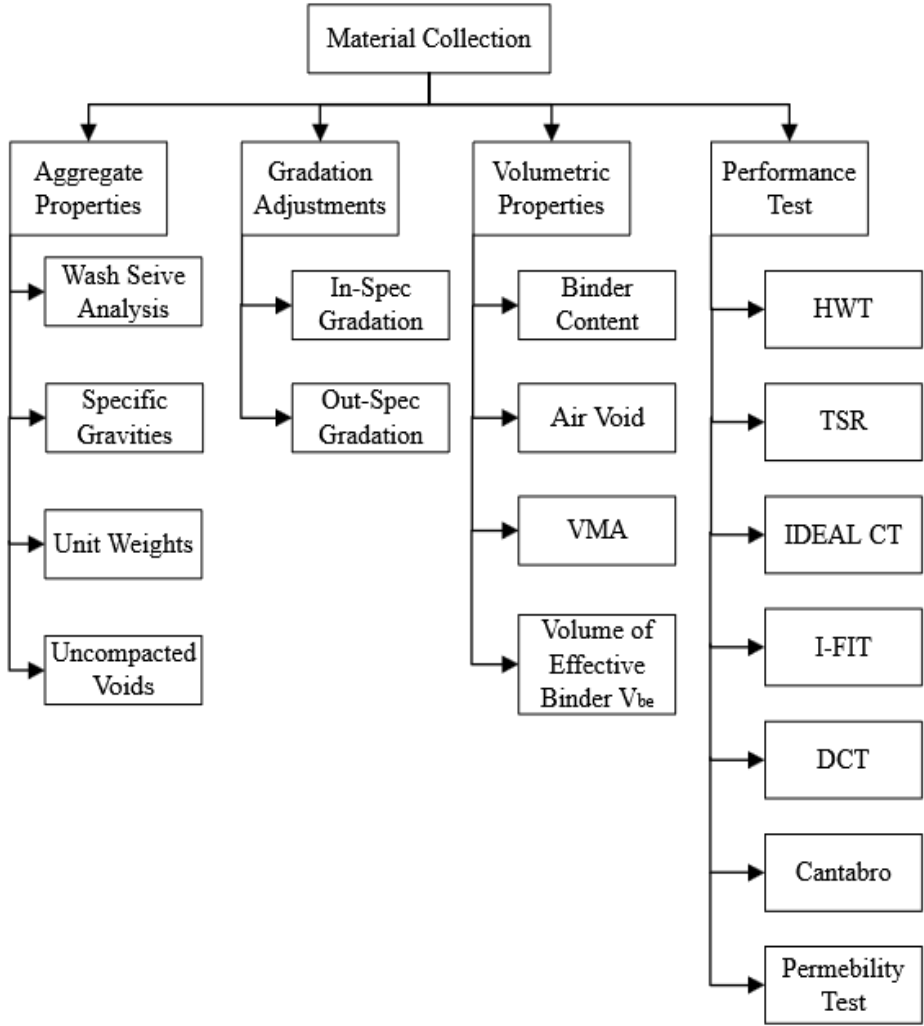 Material Collection
Aggregate
Properties
Wash Seive
Analysis
Specific
Gravities
Unit Weights
Uncompacted
Voids
Gradation
Adjustments
In-Spec
Gradation
Out-Spec
Gradation
Volumetric
Properties
Binder
Content
Air Void
VMA
Volume of
Effective
Binder Vbe
Performance
Test
HWT
TSR
IDEAL CT
I-FIT
DCT
Cantabro
Permebility
Test